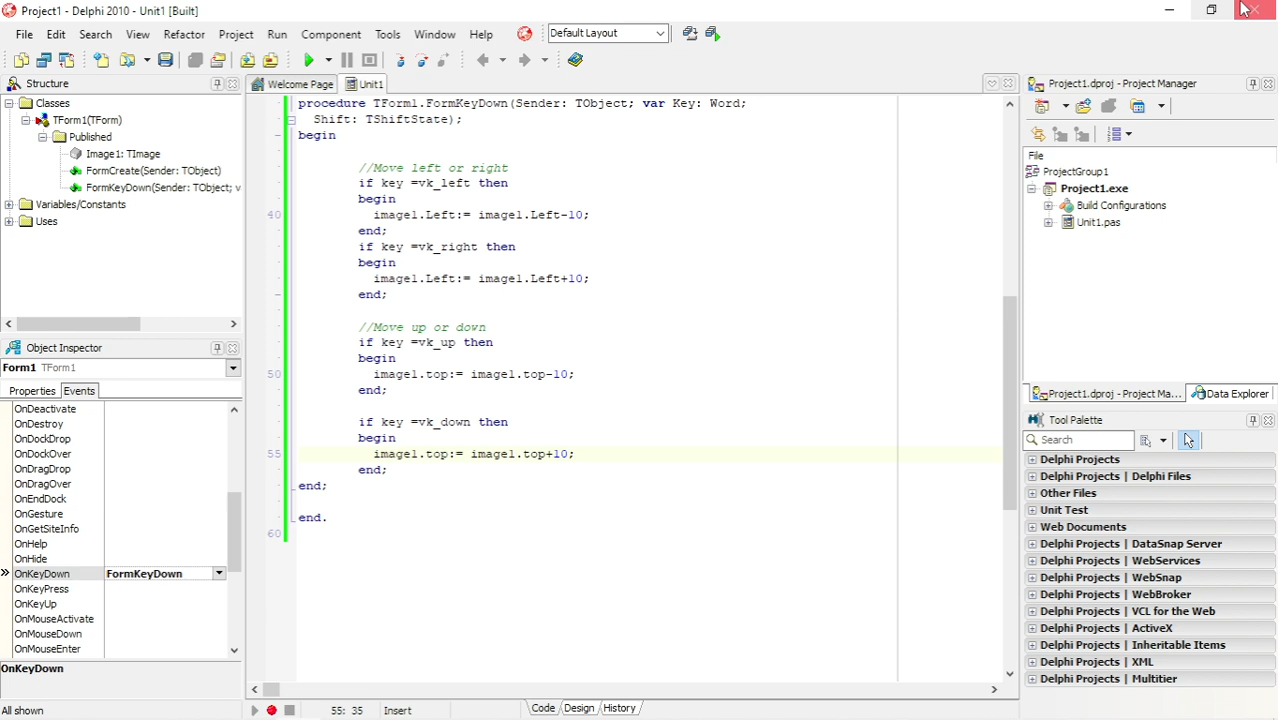 Project1 - Delphi 2010 - Unit1 [Built]
File Edit Search View Refactor Project Run Component Tools Window Help
Default Layout
Structure
Classes
TForm1(TForm)
Published
Image1: TImage
FormCreate(Sender: TObject)
FormKeyDown(Sender: TObject; v
Variables/Constants
Uses
Object Inspector
Form1 TForm1
Properties Events
OnDeactivate
OnDestroy
OnDockDrop
OnDockOver
OnDragDrop
OnDragOver
OnEndDock
OnGesture
OnGetSiteInfo
OnHelp
OnHide
OnKeyDown FormKeyDown
OnKeyPress
OnKeyUp
OnMouseActivate
OnMouseDown
OnMouseEnter
OnKeyDown
All shown
Welcome Page Unit1
procedure TForm1.FormKeyDown(Sender: TObject; var Key: Word;
Shift: TShiftState);
begin
//Move left or right
if key =vk_left then
begin
40 image1.Left:= image1.Left-10;
end;
if key =vk_right then
begin
image1.Left:= image1.Left+10;
end;
//Move up or down
if key =vk_up then
begin
50 image1.top:= image1.top-10;
end;
if key =vk_down then
begin
55 image1.top:= image1.top+10;
end;
end;
end.
60
55: 35 Insert Code Design History
Project1.dproj - Project Manager
File
ProjectGroup1
Project1.exe
Build Configurations
Unit1.pas
Project1.dproj - Project Ma... Data Explorer
Tool Palette
Search
Delphi Projects
Delphi Projects | Delphi Files
Other Files
Unit Test
Web Documents
Delphi Projects | DataSnap Server
Delphi Projects | WebServices
Delphi Projects | WebSnap
Delphi Projects | WebBroker
Delphi Projects | VCL for the Web
Delphi Projects | ActiveX
Delphi Projects | Inheritable Items
Delphi Projects | XML
Delphi Projects | Multitier